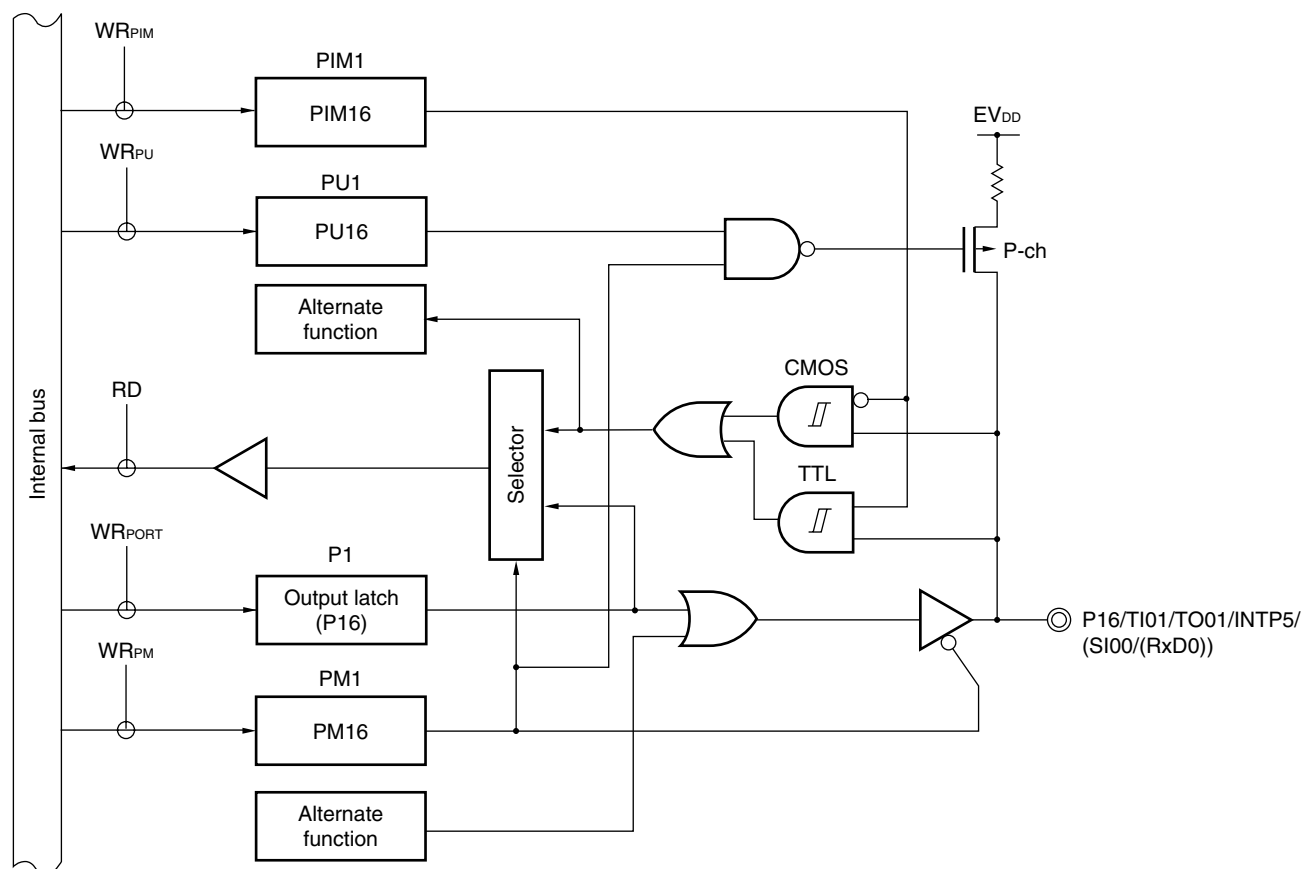 WRPIM
PIM1
PIM16
EVDD
WRPU
PU1
PU16
P-ch
Alternate
function
CMOS
RD
Internal bus
Selector
TTL
WRPORT
P1
Output latch
(P16)
P16/TI01/TO01/INTP5/
(SI00/(RxD0))
WRPM
PM1
PM16
Alternate
function